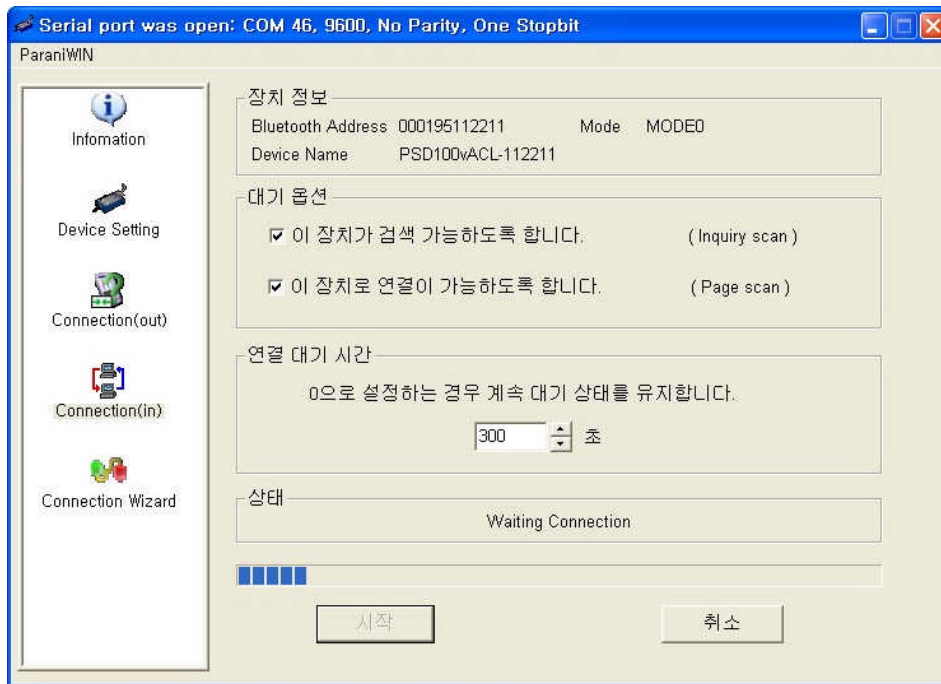 Serial port was open: COM 46, 9600, No Parity, One Stopbit
ParaniWIN
Infomation
Device Setting
Connection(out)
Connection(in)
Connection Wizard
장치 정보
Bluetooth Address 000195112211 Mode MODE0
Device Name PSD100vACL-112211
대기 옵션
이 장치가 검색 가능하도록 합니다. ( Inquiry scan )
이 장치로 연결이 가능하도록 합니다. ( Page scan )
연결 대기 시간
0으로 설정하는 경우 계속 대기 상태를 유지합니다.
300 초
상태
Waiting Connection
시작 취소